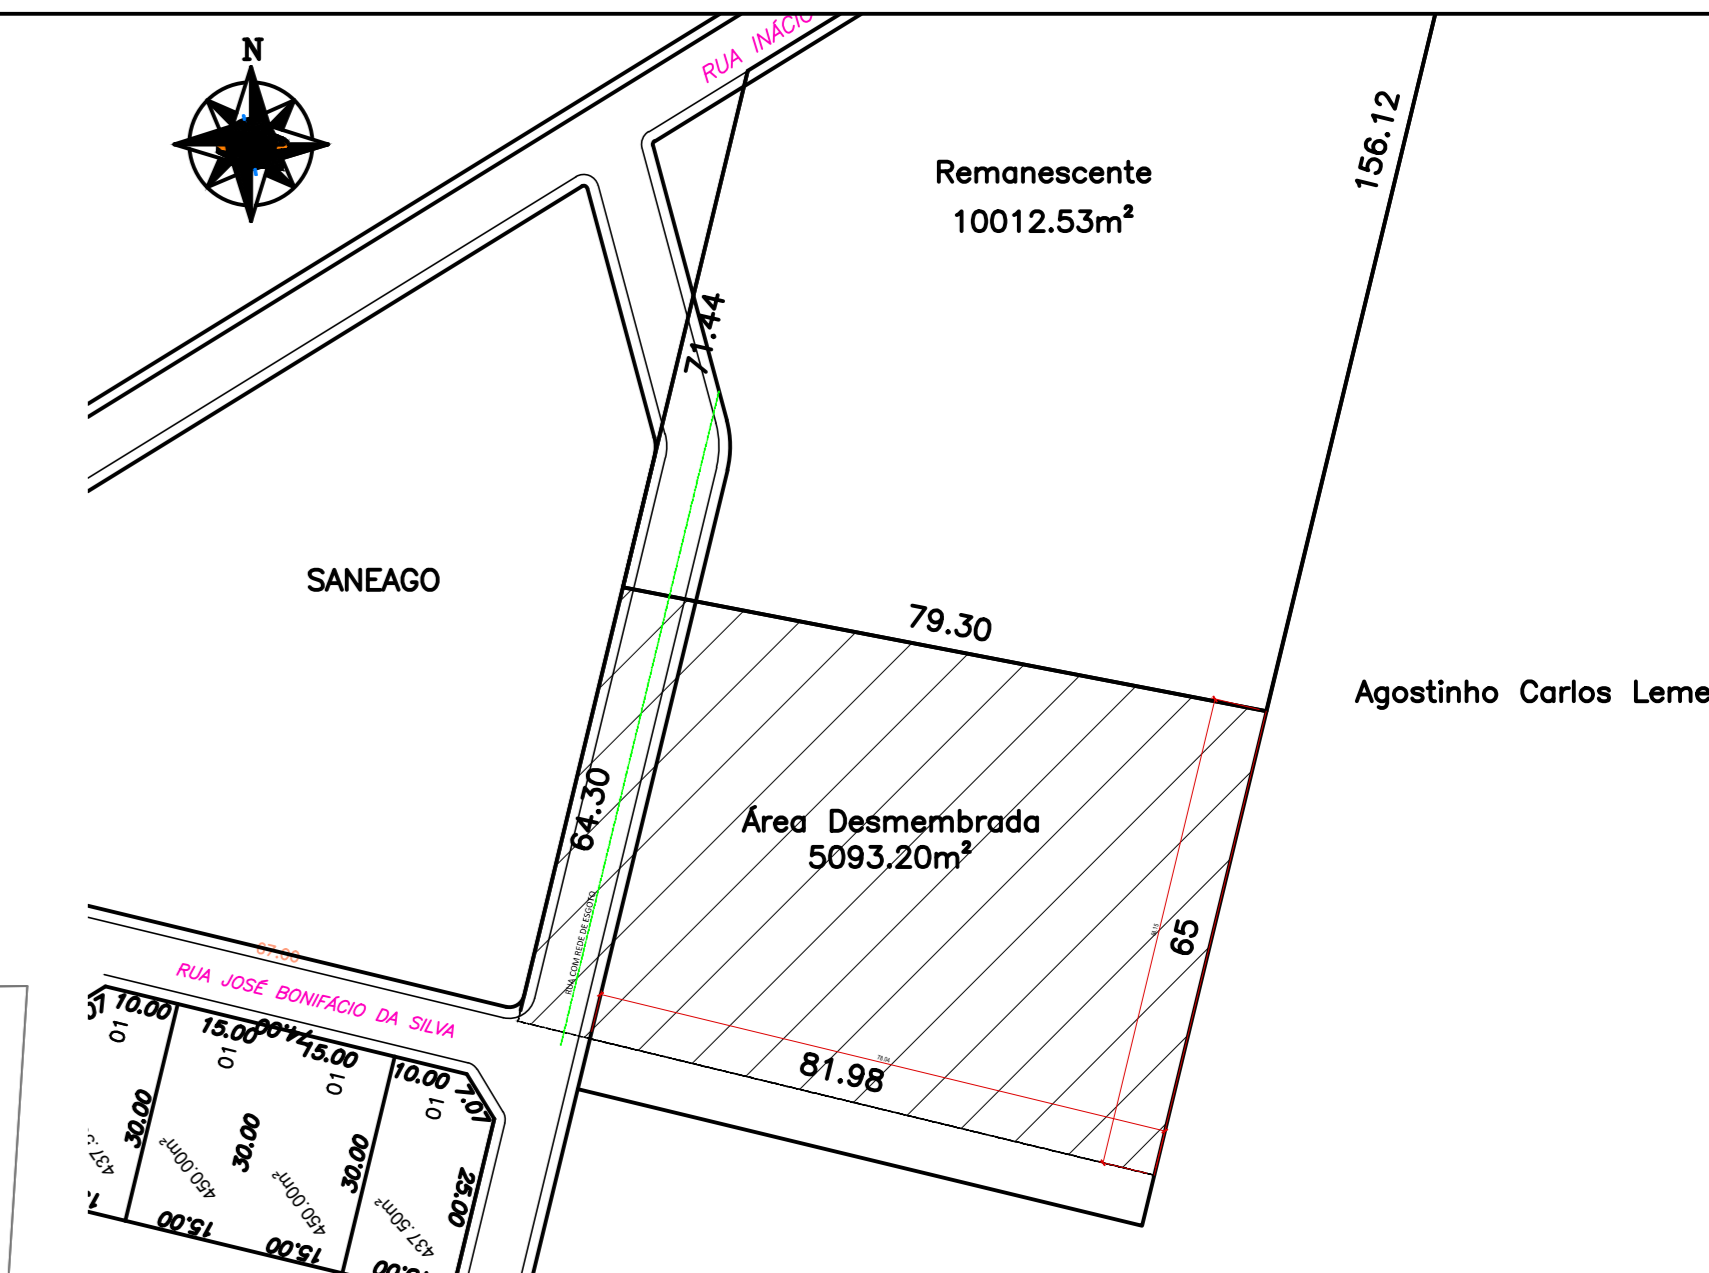 N
RUA INÁCIO
156.12
Remanescente
10012.53m²
71.44
SANEAGO
79.30
Agostinho Carlos Leme
64.30
Área Desmembrada
5093.20m²
RUA COM REDE DE ESGOTO
65
81.98
RUA JOSÉ BONIFÁCIO DA SILVA
10.00
01
15.00
01
15.00
01
10.00
01
7.07
30.00
30.00
30.00
25.00
450.00m²
450.00m²
437.50m²
15.00
15.00